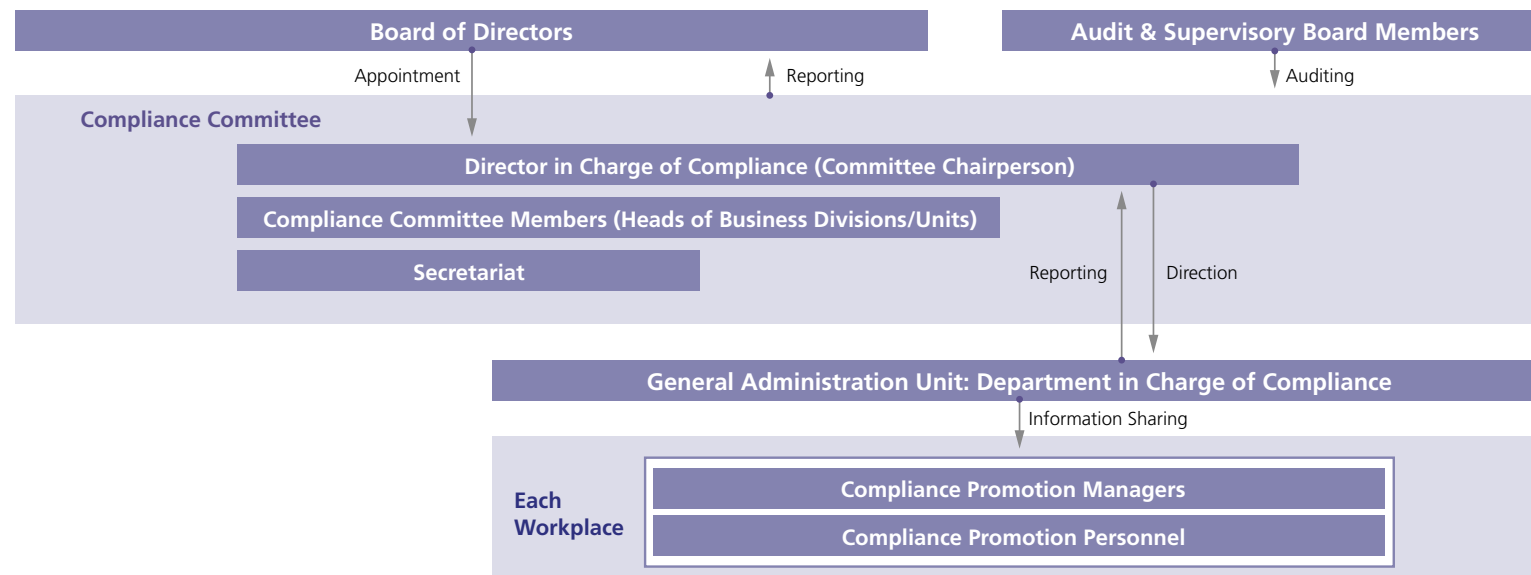 Board of Directors
Audit & Supervisory Board Members
Appointment
Reporting
Auditing
Compliance Committee
Director in Charge of Compliance (Committee Chairperson)
Compliance Committee Members (Heads of Business Divisions/Units)
Secretariat
Reporting
Direction
General Administration Unit: Department in Charge of Compliance
Information Sharing
Each
Workplace
Compliance Promotion Managers
Compliance Promotion Personnel